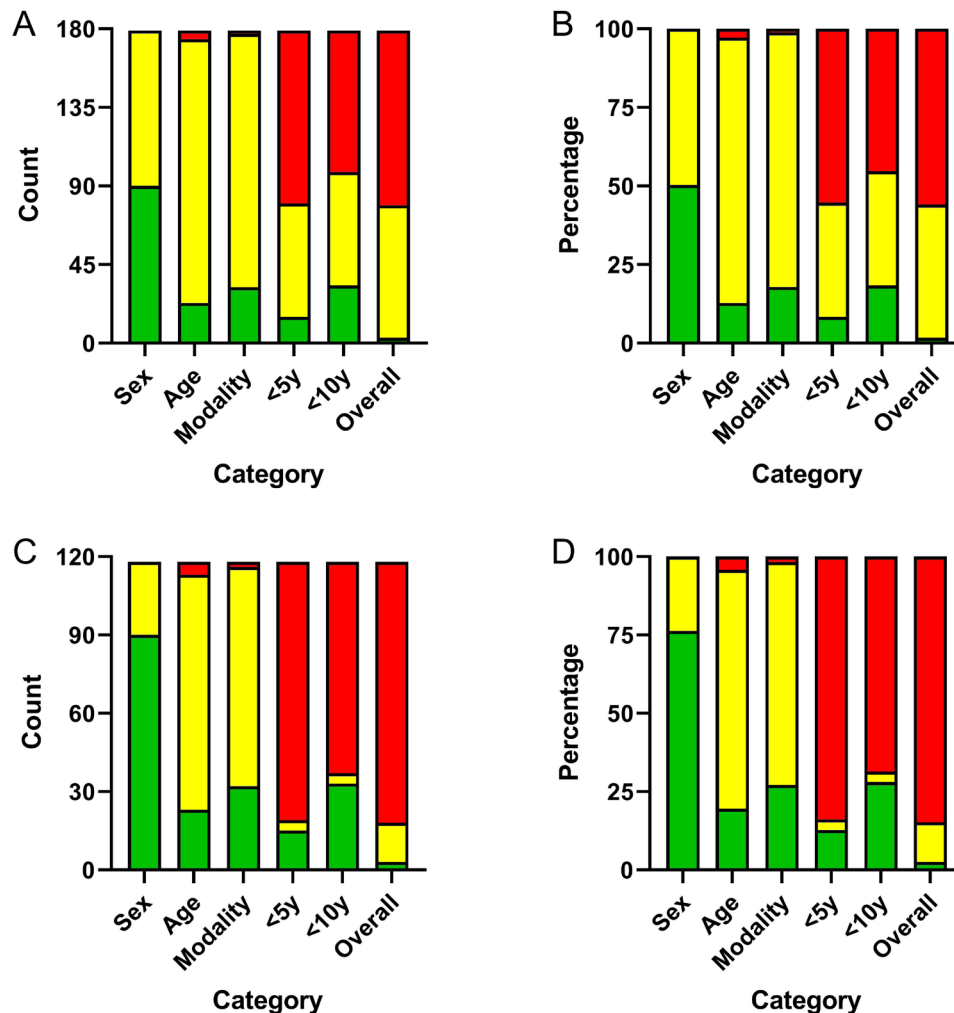 A
180
135
90
45
0
Count
Sex
Age
Modality
<5y
<10y
Overall
Category
B
100
75
50
25
0
Percentage
Sex
Age
Modality
<5y
<10y
Overall
Category
C
120
90
60
30
0
Count
Sex
Age
Modality
<5y
<10y
Overall
Category
D
100
75
50
25
0
Percentage
Sex
Age
Modality
<5y
<10y
Overall
Category